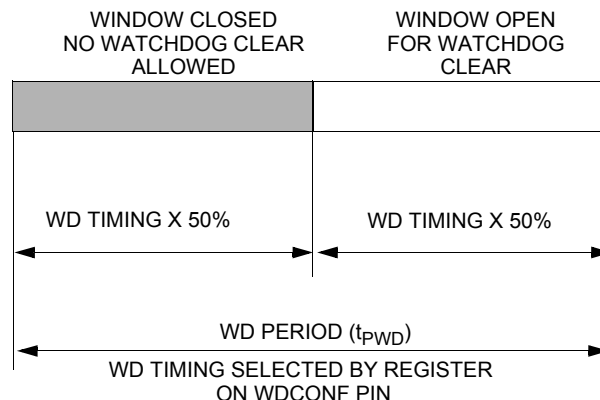 WINDOW CLOSED
NO WATCHDOG CLEAR
ALLOWED
WINDOW OPEN
FOR WATCHDOG
CLEAR
WD TIMING X 50%
WD TIMING X 50%
WD PERIOD (tPWD)
WD TIMING SELECTED BY REGISTER
ON WDCONF PIN